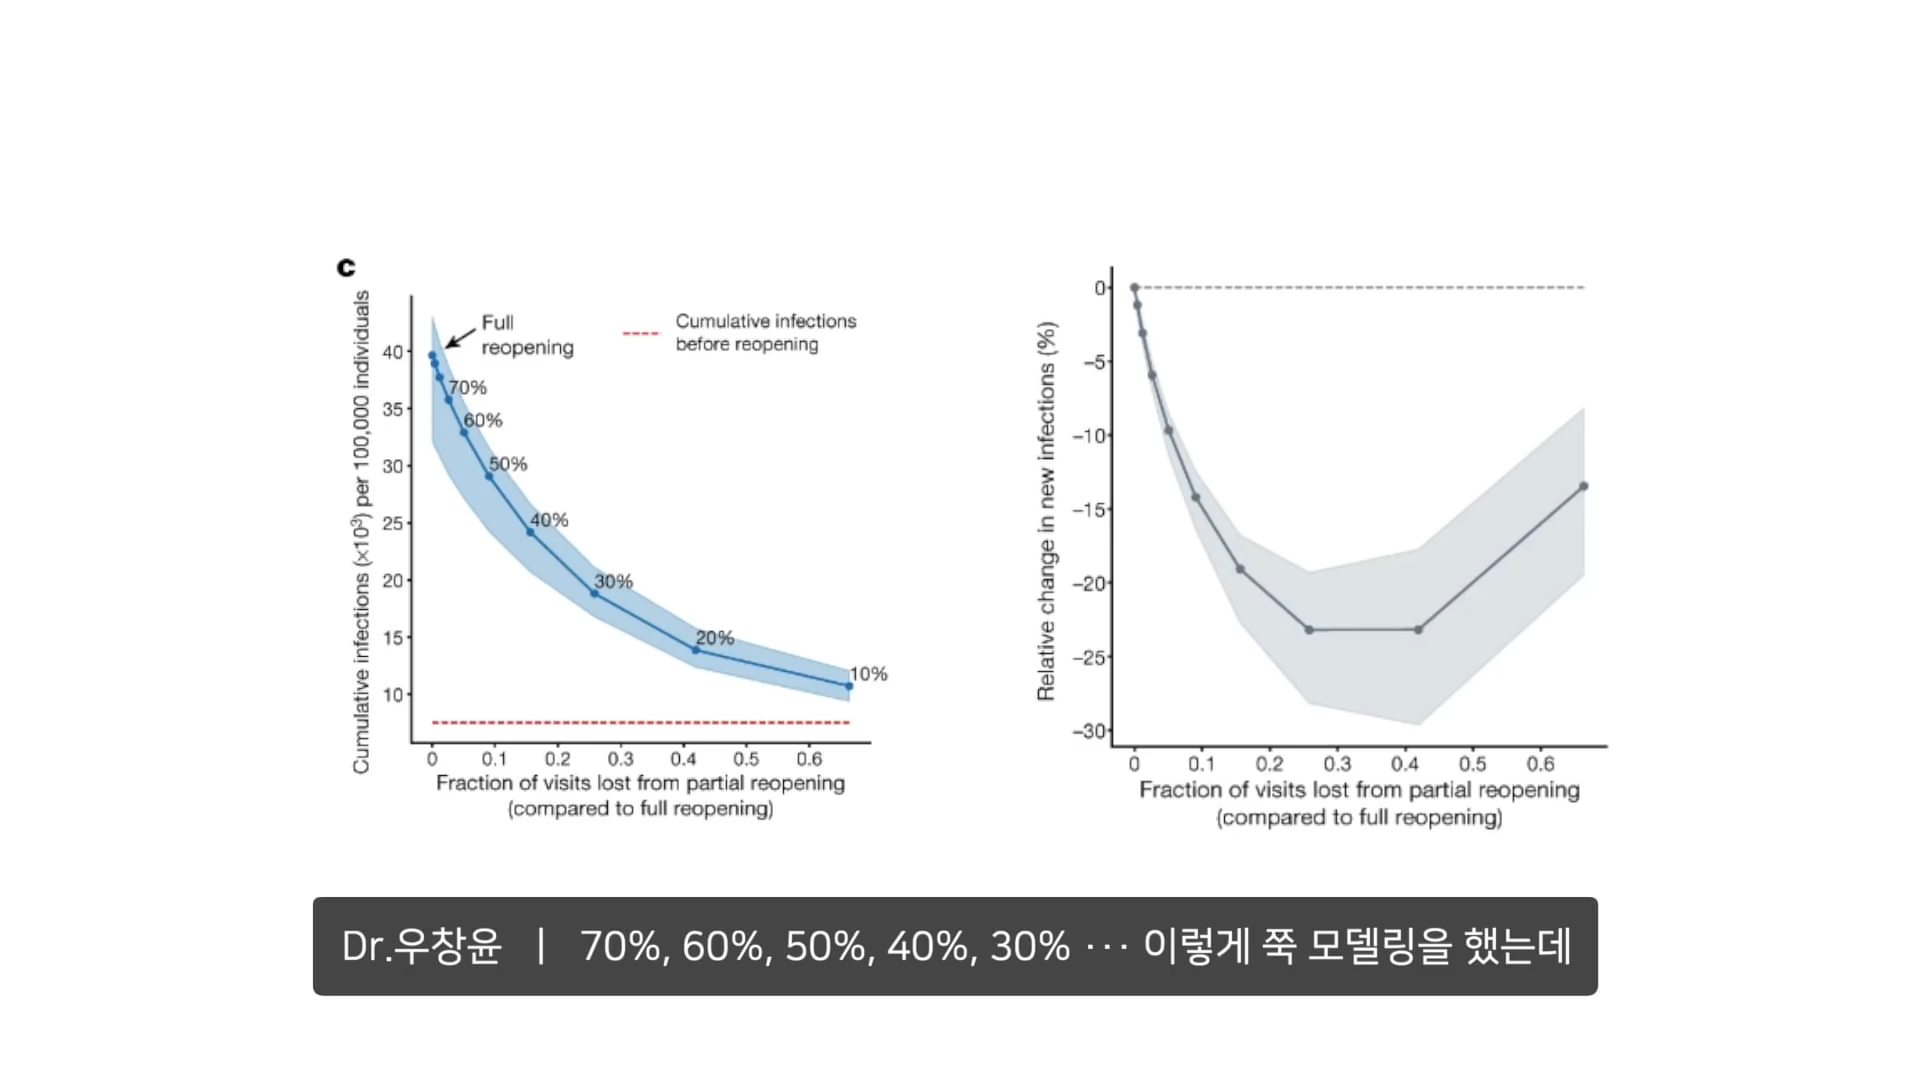 c
Cumulative infections (×10³) per 100,000 individuals
40
35
30
25
20
15
10
Full
reopening
Cumulative infections
before reopening
70%
60%
50%
40%
30%
20%
10%
0 0.1 0.2 0.3 0.4 0.5 0.6
Fraction of visits lost from partial reopening
(compared to full reopening)
Relative change in new infections (%)
0
−5
−10
−15
−20
−25
−30
0 0.1 0.2 0.3 0.4 0.5 0.6
Fraction of visits lost from partial reopening
(compared to full reopening)
Dr.우창윤 | 70%, 60%, 50%, 40%, 30% ··· 이렇게 쭉 모델링을 했는데